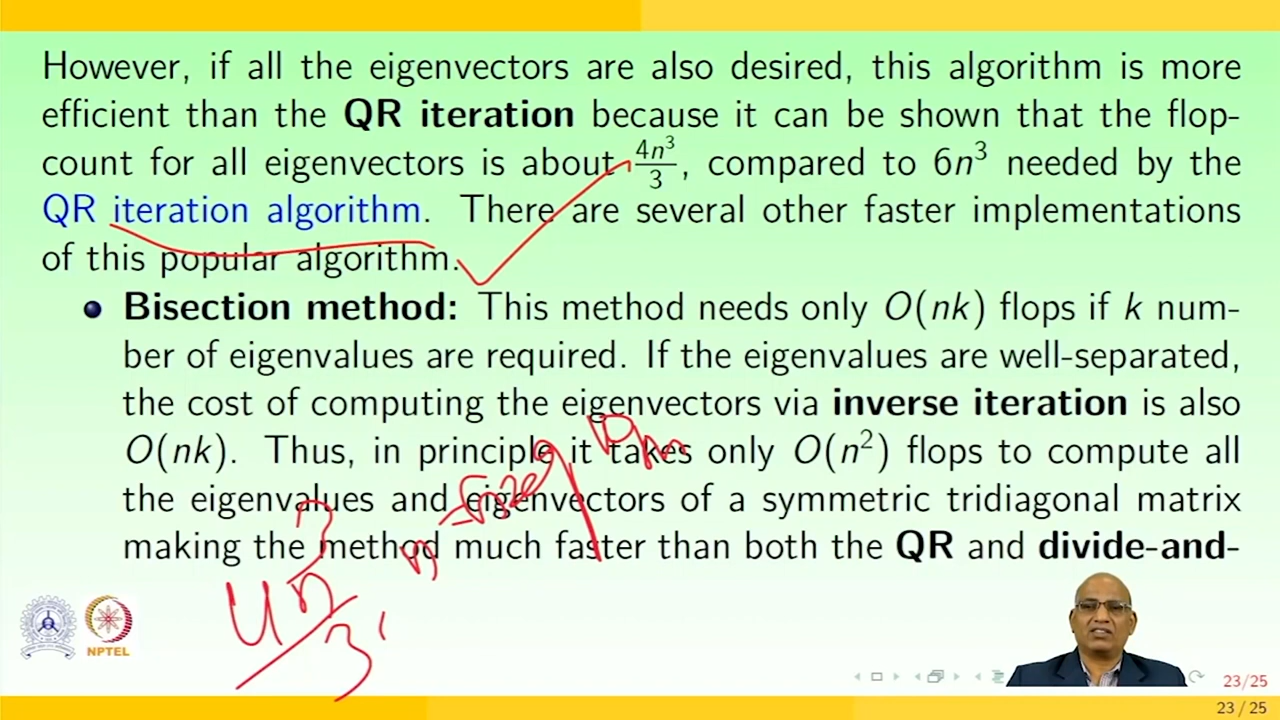 However, if all the eigenvectors are also desired, this algorithm is more
efficient than the QR iteration because it can be shown that the flop-
count for all eigenvectors is about 4n³/3, compared to 6n³ needed by the
QR iteration algorithm. There are several other faster implementations
of this popular algorithm.
Bisection method: This method needs only O(nk) flops if k num-
ber of eigenvalues are required. If the eigenvalues are well-separated,
the cost of computing the eigenvectors via inverse iteration is also
O(nk). Thus, in principle it takes only O(n²) flops to compute all
the eigenvalues and eigenvectors of a symmetric tridiagonal matrix
making the method much faster than both the QR and divide-and-
4n³/3
NPTEL
23/25
23 / 25